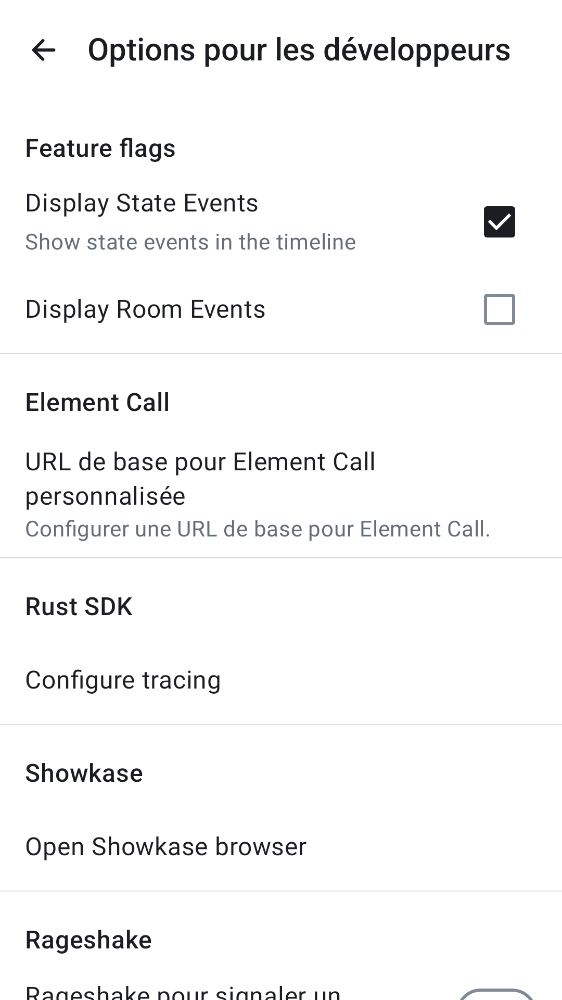 Options pour les développeurs
Feature flags
Display State Events
Show state events in the timeline
Display Room Events
Element Call
URL de base pour Element Call
personnalisée
Configurer une URL de base pour Element Call.
Rust SDK
Configure tracing
Showkase
Open Showkase browser
Rageshake
Rageshake pour signaler un